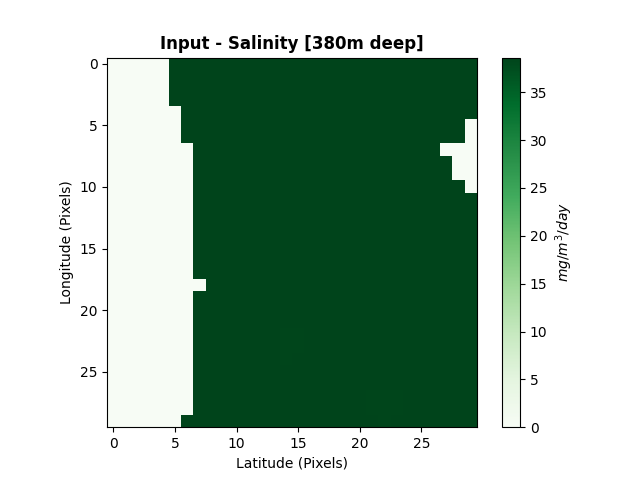 Input - Salinity [380m deep]
0
5
10
15
20
25
Longitude (Pixels)
0 5 10 15 20 25
Latitude (Pixels)
35
30
25
20
15
10
5
0
mg/m³/day